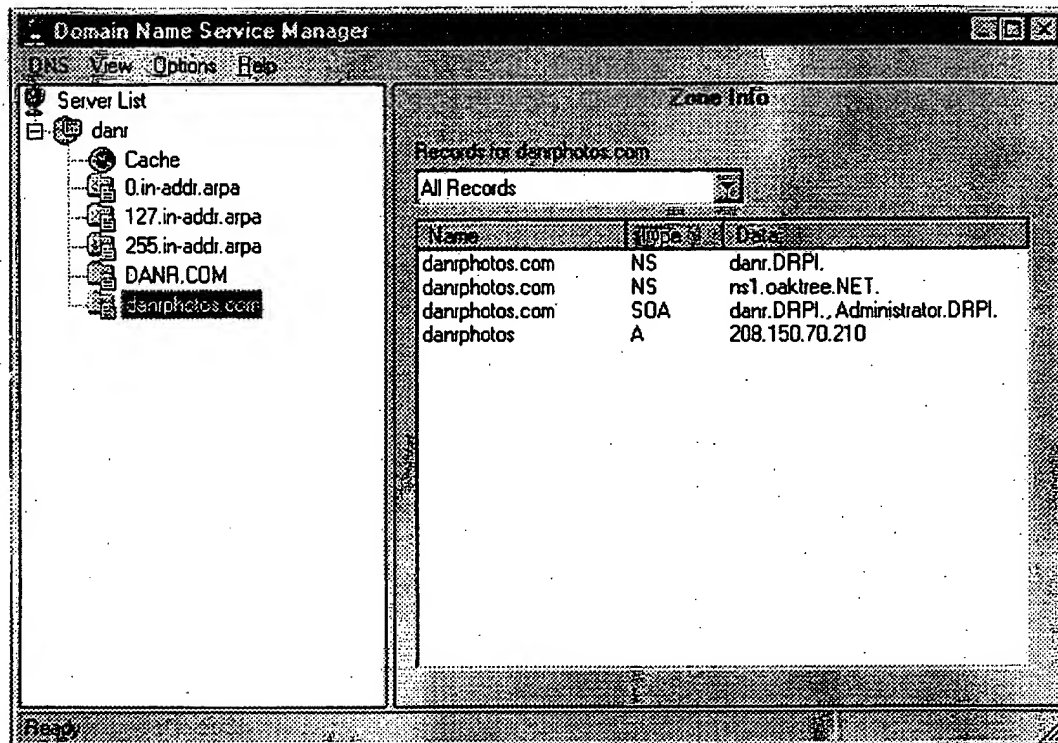 Domain Name Service Manager
DNS View Options Help
Server List
danr
Cache
0.in-addr.arpa
127.in-addr.arpa
255.in-addr.arpa
DANR.COM
danrphotos.com
Zone Info
Records for danrphotos.com
All Records
Name Type Data
danrphotos.com NS danr.DRPI.
danrphotos.com NS ns1.oaktree.NET.
danrphotos.com SOA danr.DRPI., Administrator.DRPI.
danrphotos A 208.150.70.210
Ready